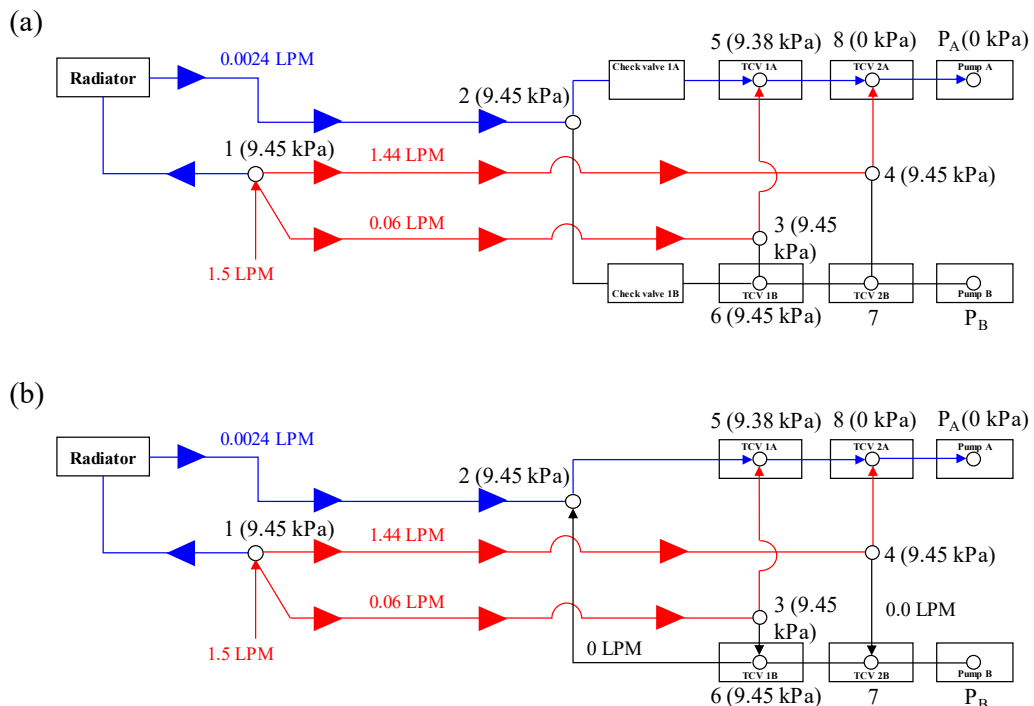 (a)
0.0024 LPM
5 (9.38 kPa)
8 (0 kPa)
P_A(0 kPa)
Radiator
Check valve 1A
TCV 1A
TCV 2A
Pump A
2 (9.45 kPa)
1 (9.45 kPa)
1.44 LPM
4 (9.45 kPa)
0.06 LPM
3 (9.45
kPa)
1.5 LPM
Check valve 1B
TCV 1B
TCV 2B
Pump B
6 (9.45 kPa)
7
P_B
(b)
0.0024 LPM
5 (9.38 kPa)
8 (0 kPa)
P_A(0 kPa)
Radiator
TCV 1A
TCV 2A
Pump A
2 (9.45 kPa)
1 (9.45 kPa)
1.44 LPM
4 (9.45 kPa)
0.06 LPM
3 (9.45
kPa)
0.0 LPM
1.5 LPM
0 LPM
TCV 1B
TCV 2B
Pump B
6 (9.45 kPa)
7
P_B